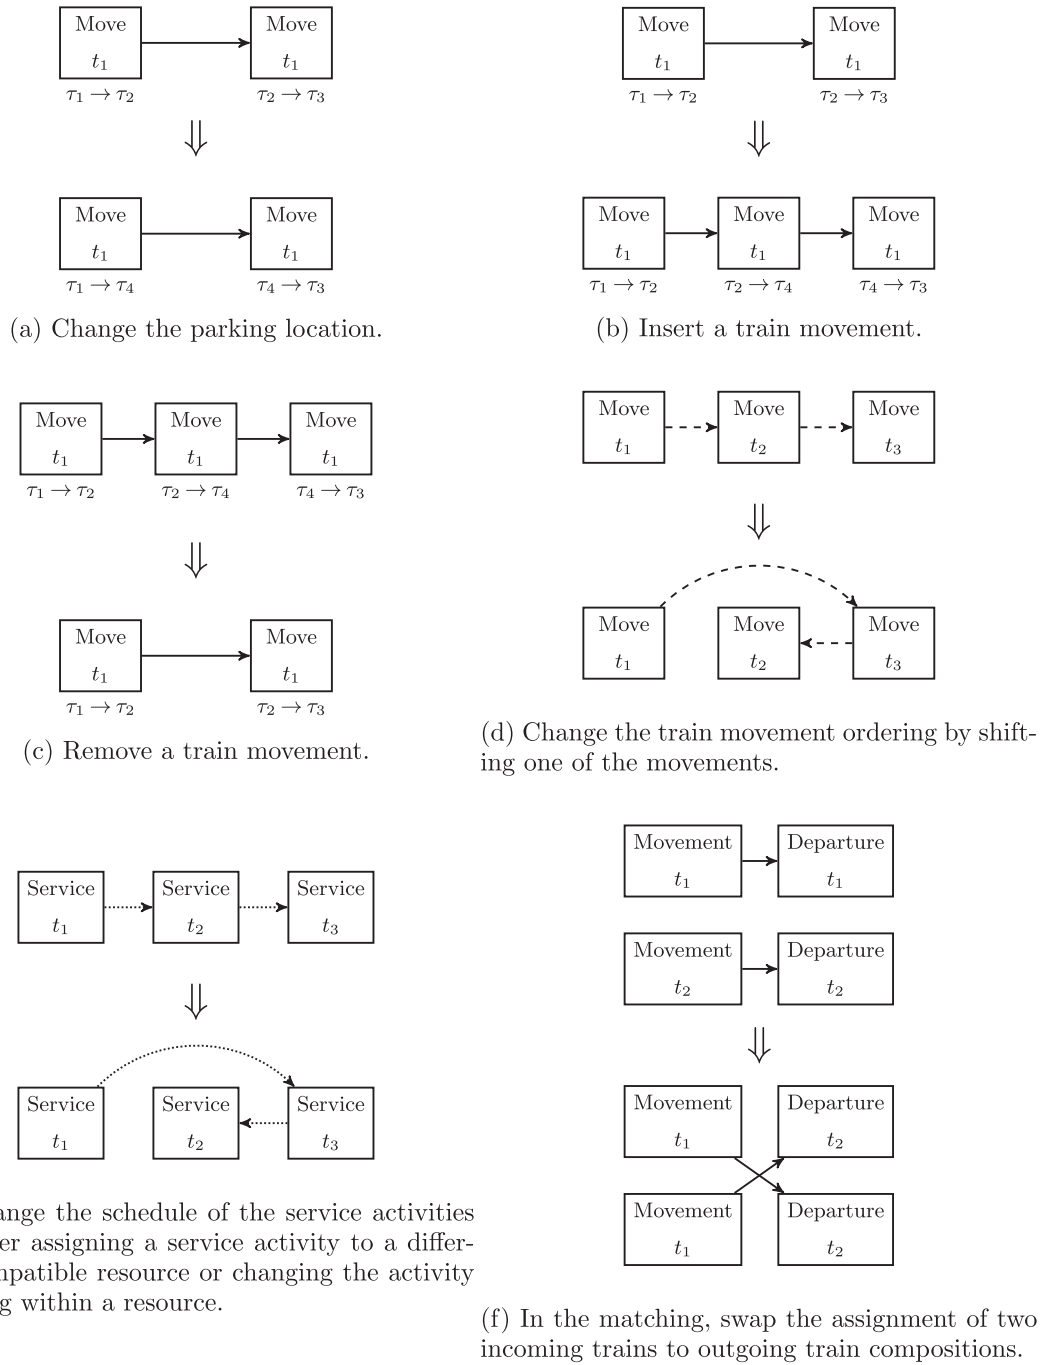 Move Move
t₁ t₁
τ₁ → τ₂ τ₂ → τ₃
⇓
Move Move
t₁ t₁
τ₁ → τ₄ τ₄ → τ₃
(a) Change the parking location.
Move Move
t₁ t₁
τ₁ → τ₂ τ₂ → τ₃
⇓
Move Move Move
t₁ t₁ t₁
τ₁ → τ₂ τ₂ → τ₄ τ₄ → τ₃
(b) Insert a train movement.
Move Move Move
t₁ t₁ t₁
τ₁ → τ₂ τ₂ → τ₄ τ₄ → τ₃
⇓
Move Move
t₁ t₁
τ₁ → τ₂ τ₂ → τ₃
(c) Remove a train movement.
Move Move Move
t₁ t₂ t₃
⇓
Move Move Move
t₁ t₂ t₃
(d) Change the train movement ordering by shift-
ing one of the movements.
Service Service Service
t₁ t₂ t₃
⇓
Service Service Service
t₁ t₂ t₃
ange the schedule of the service activities
er assigning a service activity to a differ-
mpatible resource or changing the activity
g within a resource.
Movement Departure
t₁ t₁
Movement Departure
t₂ t₂
⇓
Movement Departure
t₁ t₂
Movement Departure
t₁ t₂
(f) In the matching, swap the assignment of two
incoming trains to outgoing train compositions.